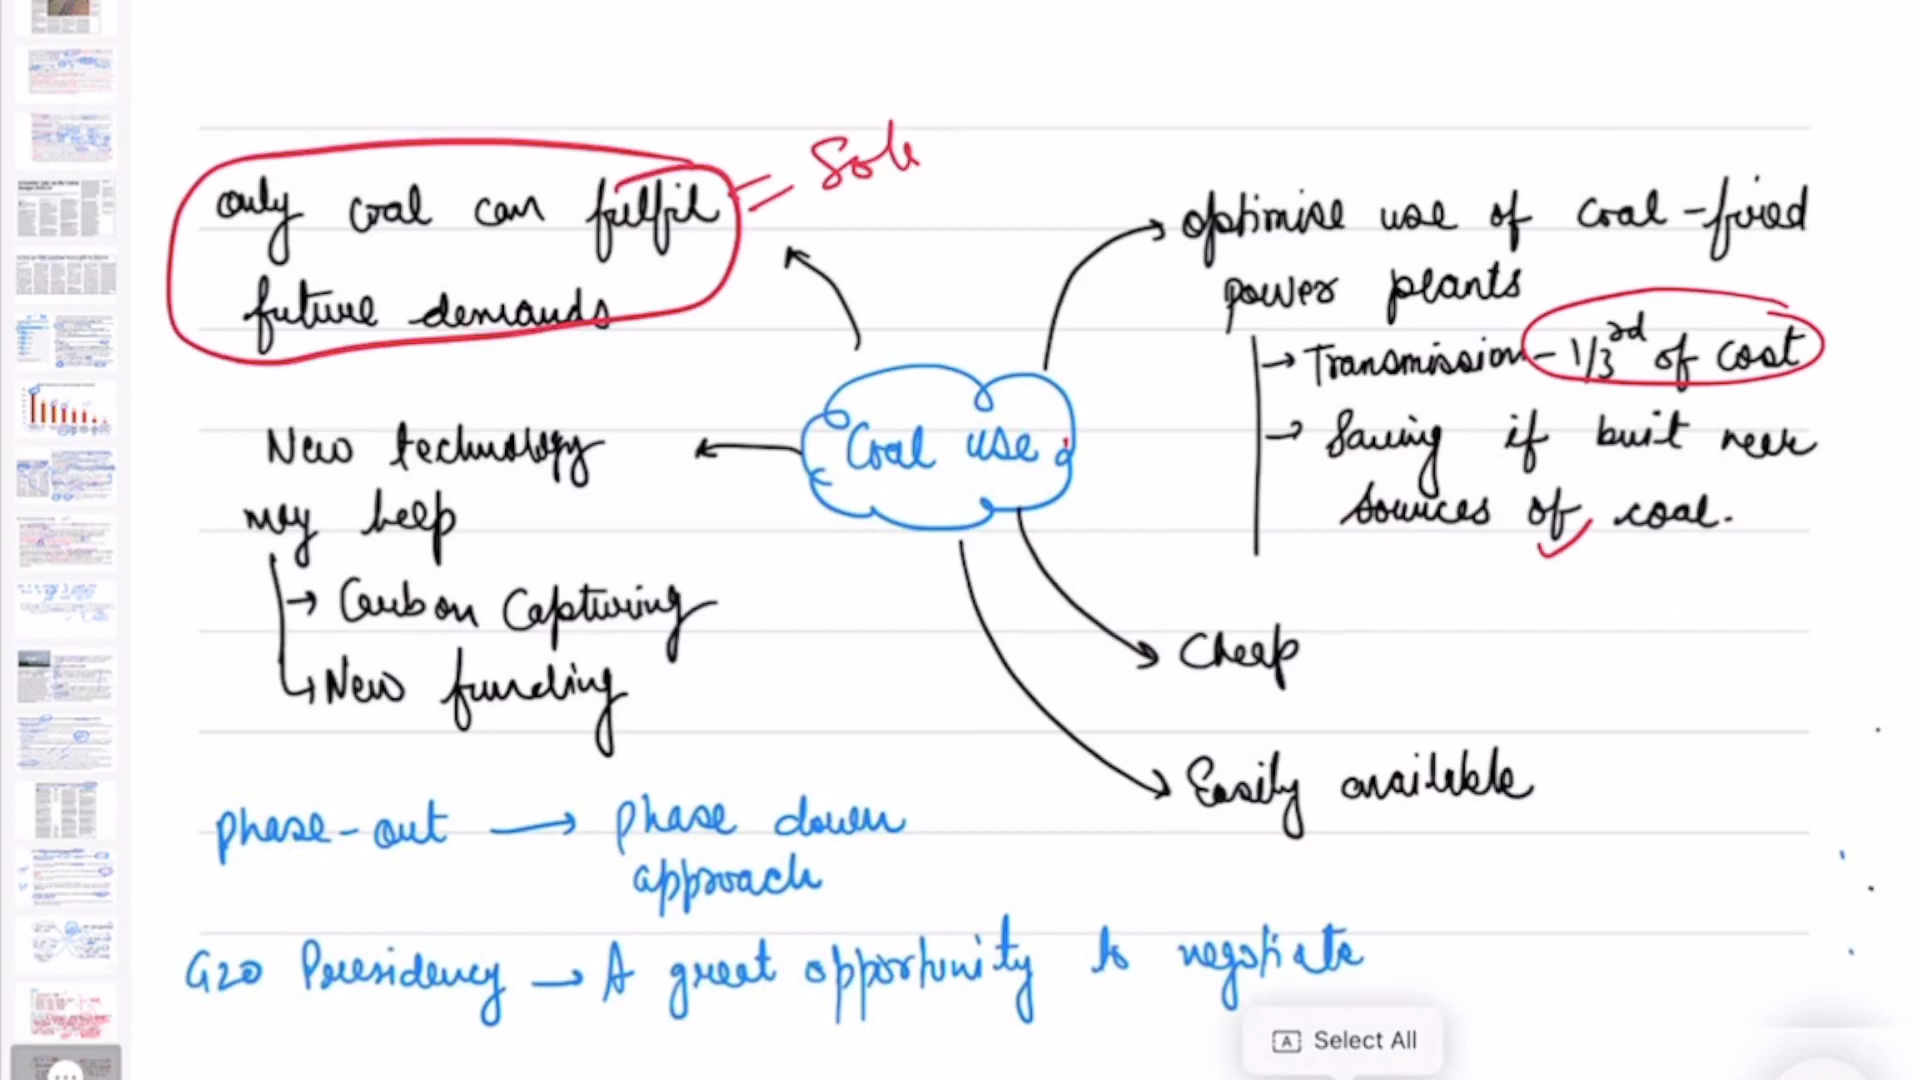 only coal can fulfil
future demands
optimise use of coal-fired
power plants
→ Transmission - 1/3rd of cost
→ Saving if built near
sources of coal.
Coal use
New technology
may help
→ Carbon Capturing
↳ New funding
Cheap
Easily available
phase-out → phase down
approach
G20 Presidency → A great opportunity to negotiate
Select All